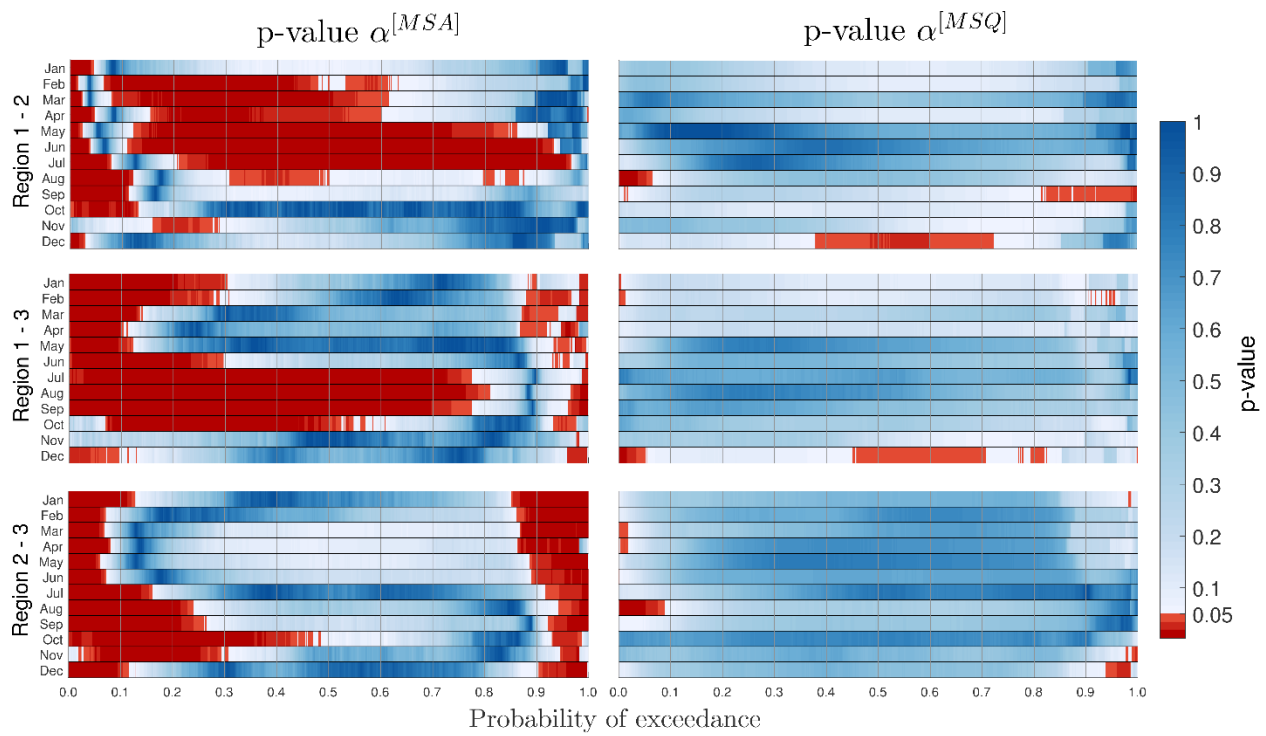 p-value α^[MSA]
p-value α^[MSQ]
Region 1 - 2
Jan
Feb
Mar
Apr
May
Jun
Jul
Aug
Sep
Oct
Nov
Dec
Region 1 - 3
Jan
Feb
Mar
Apr
May
Jun
Jul
Aug
Sep
Oct
Nov
Dec
Region 2 - 3
Jan
Feb
Mar
Apr
May
Jun
Jul
Aug
Sep
Oct
Nov
Dec
0.0 0.1 0.2 0.3 0.4 0.5 0.6 0.7 0.8 0.9 1.0
0.0 0.1 0.2 0.3 0.4 0.5 0.6 0.7 0.8 0.9 1.0
Probability of exceedance
1
0.9
0.8
0.7
0.6
0.5
0.4
0.3
0.2
0.1
0.05
p-value